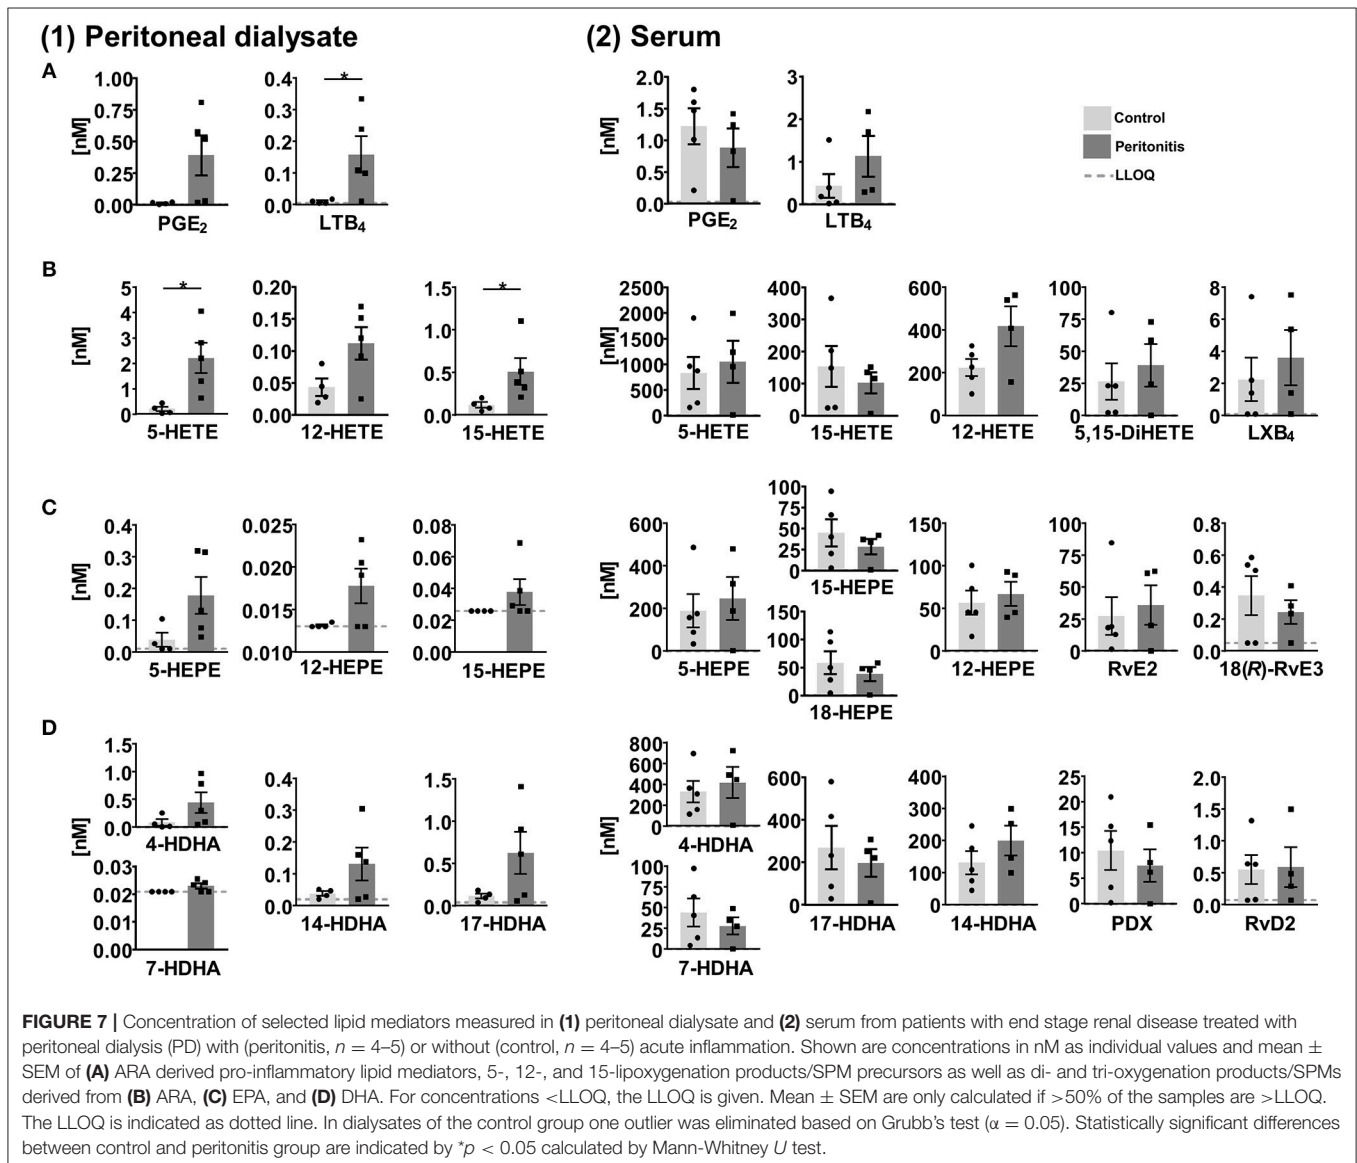 (1) Peritoneal dialysate
(2) Serum
A
[nM]
1.00
0.75
0.50
0.25
0.00
PGE2
0.4
0.3
0.2
0.1
0.0
*
LTB4
[nM]
2.0
1.5
1.0
0.5
0.0
PGE2
3
2
1
0
LTB4
Control
Peritonitis
LLOQ
B
[nM]
5
4
3
2
1
0
*
5-HETE
0.20
0.15
0.10
0.05
0.00
12-HETE
1.5
1.0
0.5
0.0
*
15-HETE
[nM]
2500
2000
1500
1000
500
0
5-HETE
400
300
200
100
0
15-HETE
600
400
200
0
12-HETE
100
75
50
25
0
5,15-DiHETE
8
6
4
2
0
LXB4
C
[nM]
0.4
0.3
0.2
0.1
0.0
5-HEPE
0.025
0.020
0.015
0.010
12-HEPE
0.08
0.06
0.04
0.02
0.00
15-HEPE
[nM]
600
400
200
0
5-HEPE
100
75
50
25
0
15-HEPE
150
100
50
0
18-HEPE
150
100
50
0
12-HEPE
100
75
50
25
0
RvE2
0.8
0.6
0.4
0.2
0.0
18(R)-RvE3
D
[nM]
1.5
1.0
0.5
0.0
4-HDHA
0.03
0.02
0.01
0.00
7-HDHA
0.4
0.3
0.2
0.1
0.0
14-HDHA
1.5
1.0
0.5
0.0
17-HDHA
[nM]
800
600
400
200
0
4-HDHA
100
75
50
25
0
7-HDHA
600
400
200
0
17-HDHA
400
300
200
100
0
14-HDHA
25
20
15
10
5
0
PDX
2.0
1.5
1.0
0.5
0.0
RvD2
FIGURE 7 | Concentration of selected lipid mediators measured in (1) peritoneal dialysate and (2) serum from patients with end stage renal disease treated with
peritoneal dialysis (PD) with (peritonitis, n = 4–5) or without (control, n = 4–5) acute inflammation. Shown are concentrations in nM as individual values and mean ±
SEM of (A) ARA derived pro-inflammatory lipid mediators, 5-, 12-, and 15-lipoxygenation products/SPM precursors as well as di- and tri-oxygenation products/SPMs
derived from (B) ARA, (C) EPA, and (D) DHA. For concentrations <LLOQ, the LLOQ is given. Mean ± SEM are only calculated if >50% of the samples are >LLOQ.
The LLOQ is indicated as dotted line. In dialysates of the control group one outlier was eliminated based on Grubb's test (α = 0.05). Statistically significant differences
between control and peritonitis group are indicated by *p < 0.05 calculated by Mann-Whitney U test.